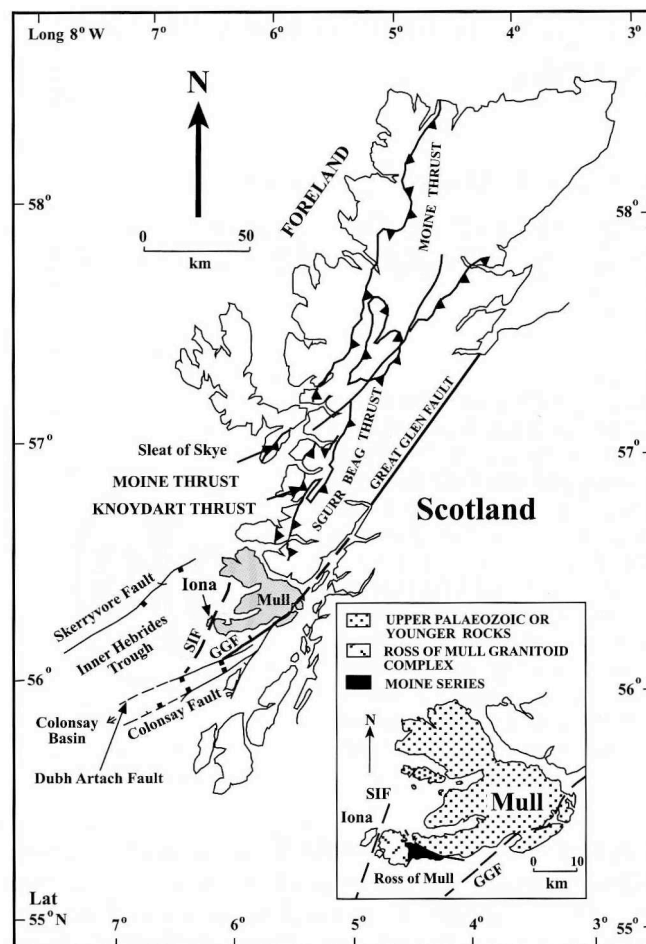 Long 8° W 6° 5° 4° 3°
N
58°
58°
FORELAND
MOINE THRUST
0 50
km
57°
57°
Sleat of Skye
MOINE THRUST
KNOYDART THRUST
SGURR BEAG THRUST
GREAT GLEN FAULT
Scotland
Skerryvore Fault
Iona
Mull
Inner Hebrides
Trough
SIF
GGF
56°
56°
Colonsay Fault
Colonsay
Basin
Dubh Artach Fault
UPPER PALAEOZOIC OR
YOUNGER ROCKS
ROSS OF MULL GRANITOID
COMPLEX
MOINE SERIES
N
SIF
Mull
Iona
Ross of Mull
GGF
0 10
km
Lat
55°N
55°
7° 6° 5° 4° 3°